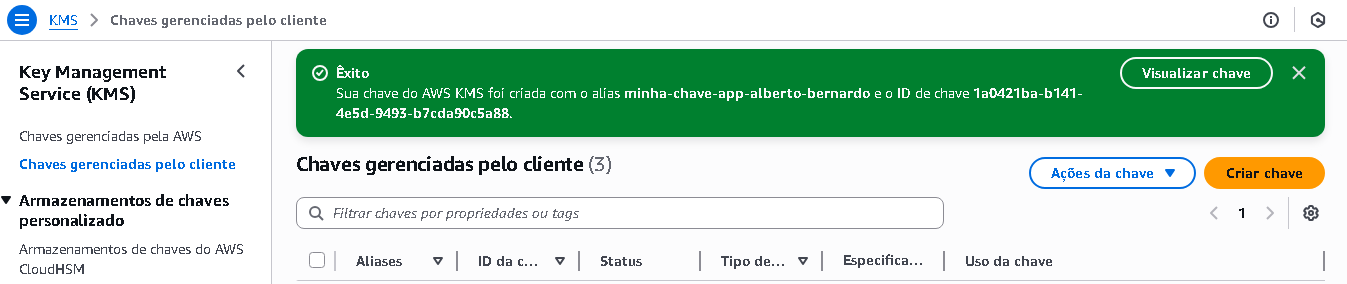 KMS > Chaves gerenciadas pelo cliente
Key Management
Service (KMS)
Chaves gerenciadas pela AWS
Chaves gerenciadas pelo cliente
Armazenamentos de chaves
personalizado
Armazenamentos de chaves do AWS
CloudHSM
Êxito
Sua chave do AWS KMS foi criada com o alias minha-chave-app-alberto-bernardo e o ID de chave 1a0421ba-b141-
4e5d-9493-b7cda90c5a88.
Visualizar chave
Chaves gerenciadas pelo cliente (3)
Ações da chave
Criar chave
Filtrar chaves por propriedades ou tags
1
Aliases
ID da c...
Status
Tipo de...
Especifica...
Uso da chave